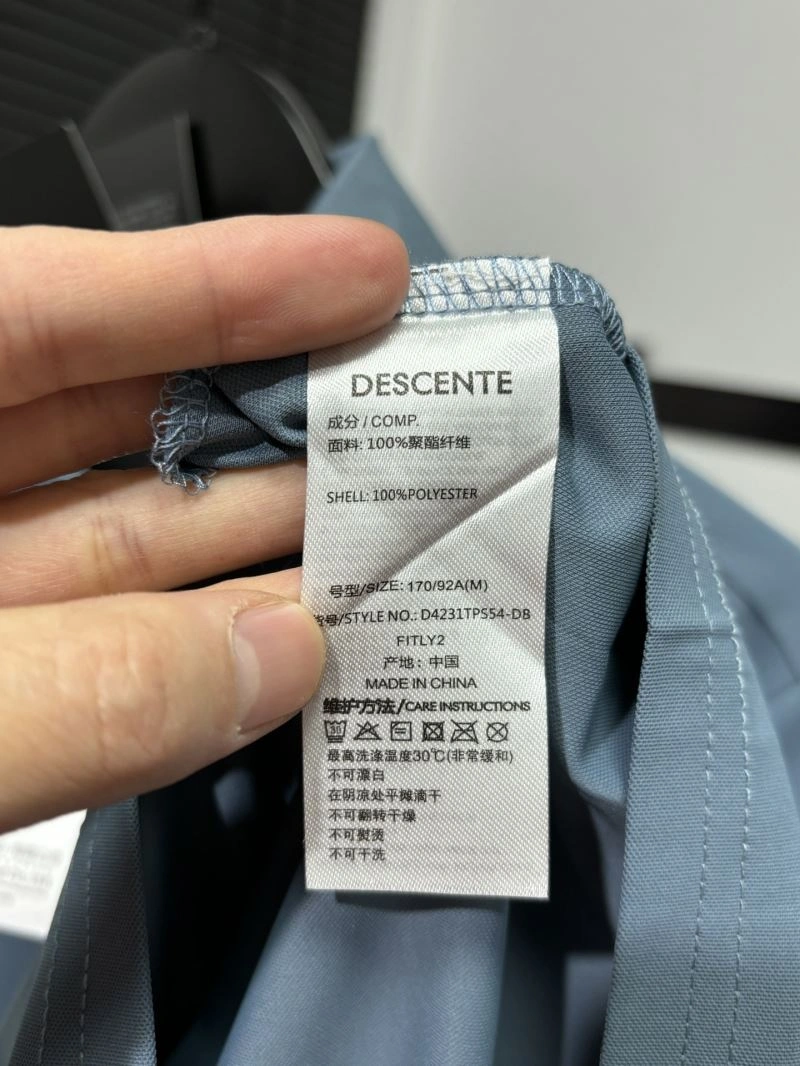 DESCENTE
成分/COMP.
面料: 100%聚酯纤维
SHELL: 100%POLYESTER
号型/SIZE: 170/92A(M)
号/STYLE NO.: D4231TPS54-DB
FITLY2
产地: 中国
MADE IN CHINA
维护方法/CARE INSTRUCTIONS
30
最高洗涤温度30℃(非常缓和)
不可漂白
在阴凉处平摊滴干
不可翻转干燥
不可熨烫
不可干洗